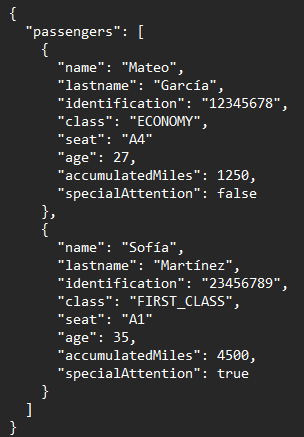 {
  "passengers": [
    {
      "name": "Mateo",
      "lastname": "García",
      "identification": "12345678",
      "class": "ECONOMY",
      "seat": "A4"
      "age": 27,
      "accumulatedMiles": 1250,
      "specialAttention": false
    },
    {
      "name": "Sofía",
      "lastname": "Martínez",
      "identification": "23456789",
      "class": "FIRST_CLASS",
      "seat": "A1"
      "age": 35,
      "accumulatedMiles": 4500,
      "specialAttention": true
    }
  ]
}